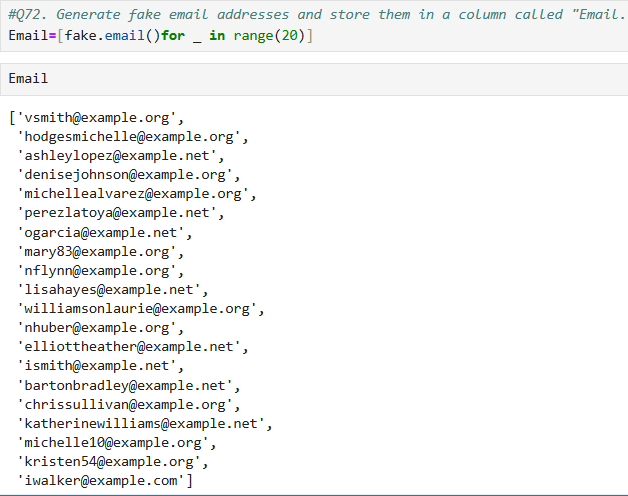 #Q72. Generate fake email addresses and store them in a column called "Email.
Email=[fake.email()for _ in range(20)]
Email
['vsmith@example.org',
 'hodgesmichelle@example.org',
 'ashleylopez@example.net',
 'denisejohnson@example.org',
 'michellealvarez@example.org',
 'perezlatoya@example.net',
 'ogarcia@example.net',
 'mary83@example.org',
 'nflynn@example.org',
 'lisahayes@example.net',
 'williamsonlaurie@example.org',
 'nhuber@example.org',
 'elliottheather@example.net',
 'ismith@example.net',
 'bartonbradley@example.net',
 'chrissullivan@example.org',
 'katherinewilliams@example.net',
 'michelle10@example.org',
 'kristen54@example.org',
 'iwalker@example.com']